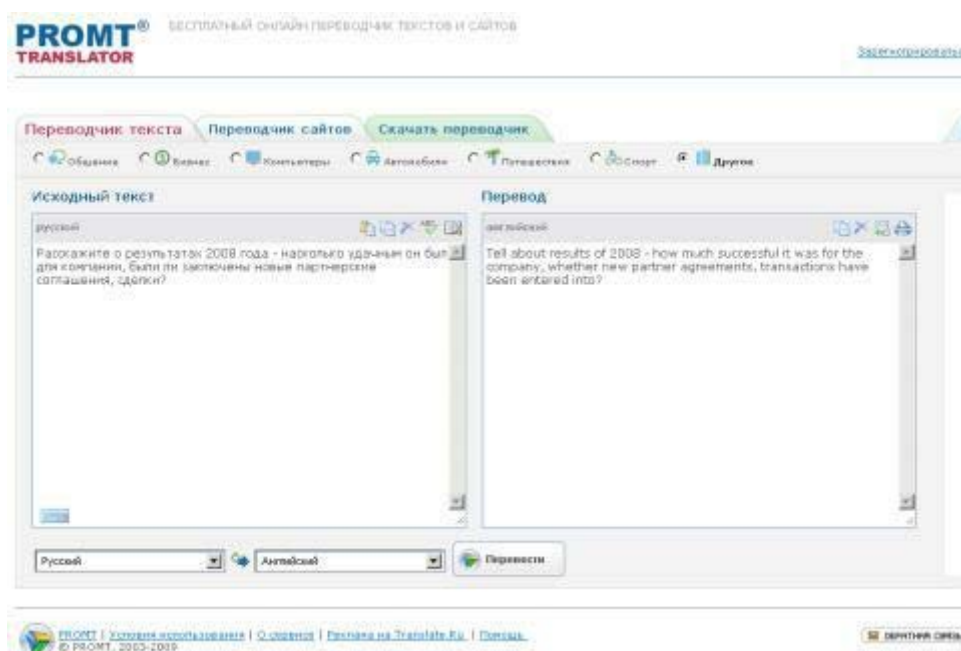 PROMT® БЕСПЛАТНЫЙ ОНЛАЙН ПЕРЕВОДЧИК ТЕКСТОВ И САЙТОВ
TRANSLATOR
Переводчик текста Переводчик сайтов Скачать переводчик
Общение Бизнес Компьютеры Автомобили Путешествия Спорт Другое
Исходный текст Перевод
русский английский
Расскажите о результатах 2008 года - насколько удачным он был
для компании, были ли заключены новые партнерские
соглашения, сделки?
Tell about results of 2008 - how much successful it was for the
company, whether new partner agreements, transactions have
been entered into?
Русский Английский Перевести
PROMT | Условия использования | О сервисе | Реклама на Translate.Ru | Помощь
© PROMT, 2003-2009
ОБРАТНАЯ СВЯЗЬ